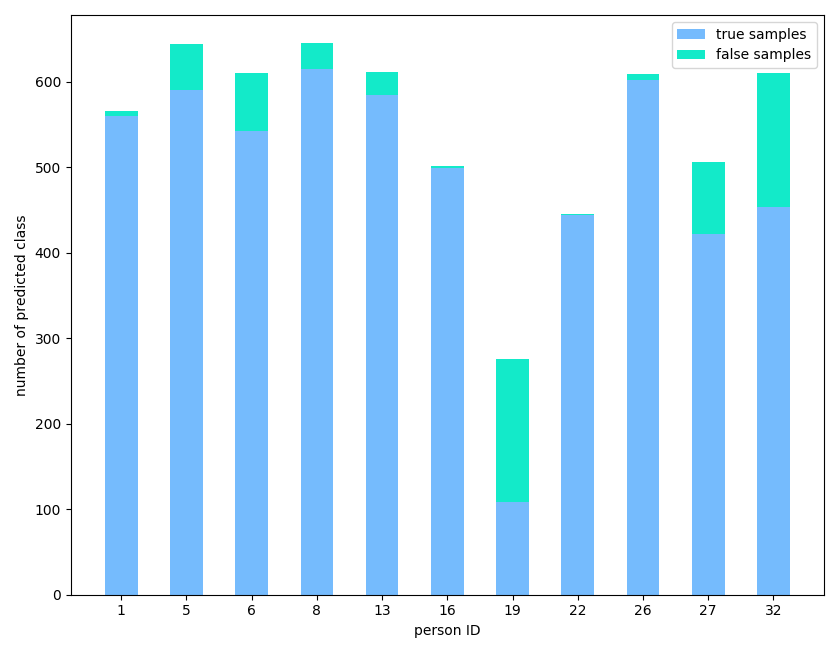 true samples
false samples
600
500
400
300
200
100
0
number of predicted class
1 5 6 8 13 16 19 22 26 27 32
person ID